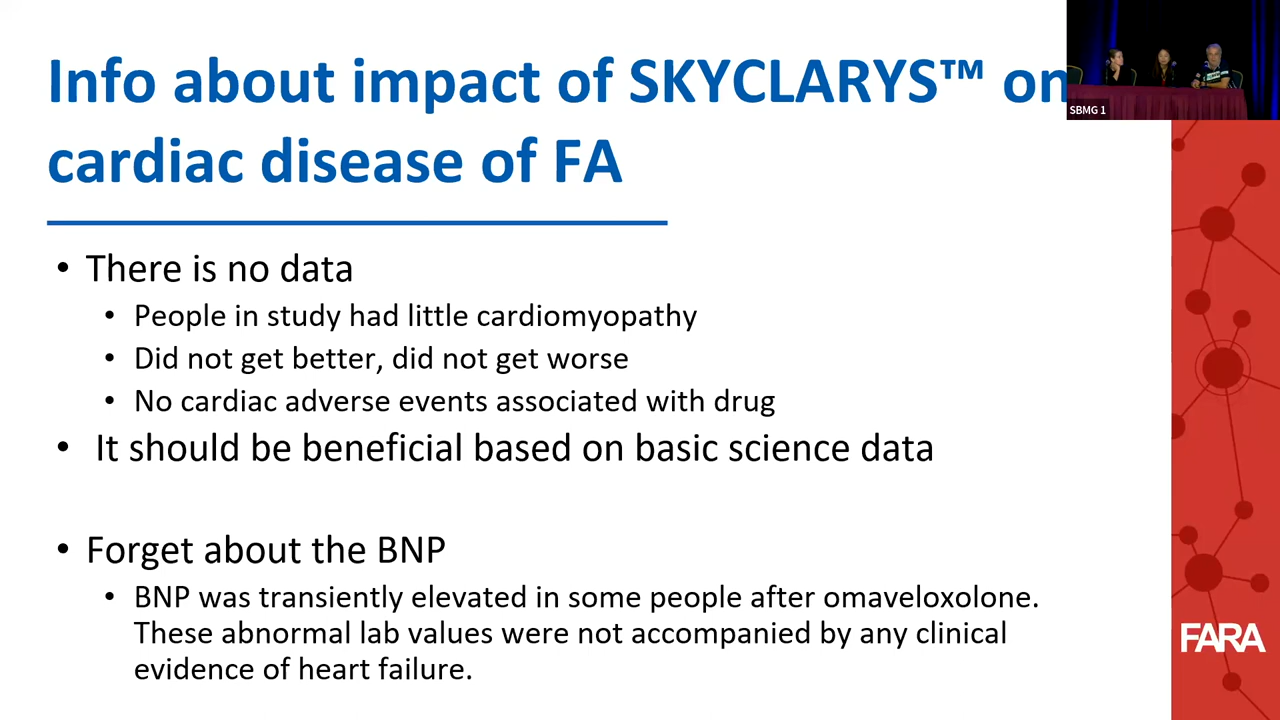 Info about impact of SKYCLARYS™ on
cardiac disease of FA
• There is no data
• People in study had little cardiomyopathy
• Did not get better, did not get worse
• No cardiac adverse events associated with drug
• It should be beneficial based on basic science data
• Forget about the BNP
• BNP was transiently elevated in some people after omaveloxolone.
These abnormal lab values were not accompanied by any clinical
evidence of heart failure.
SBMG 1
FARA